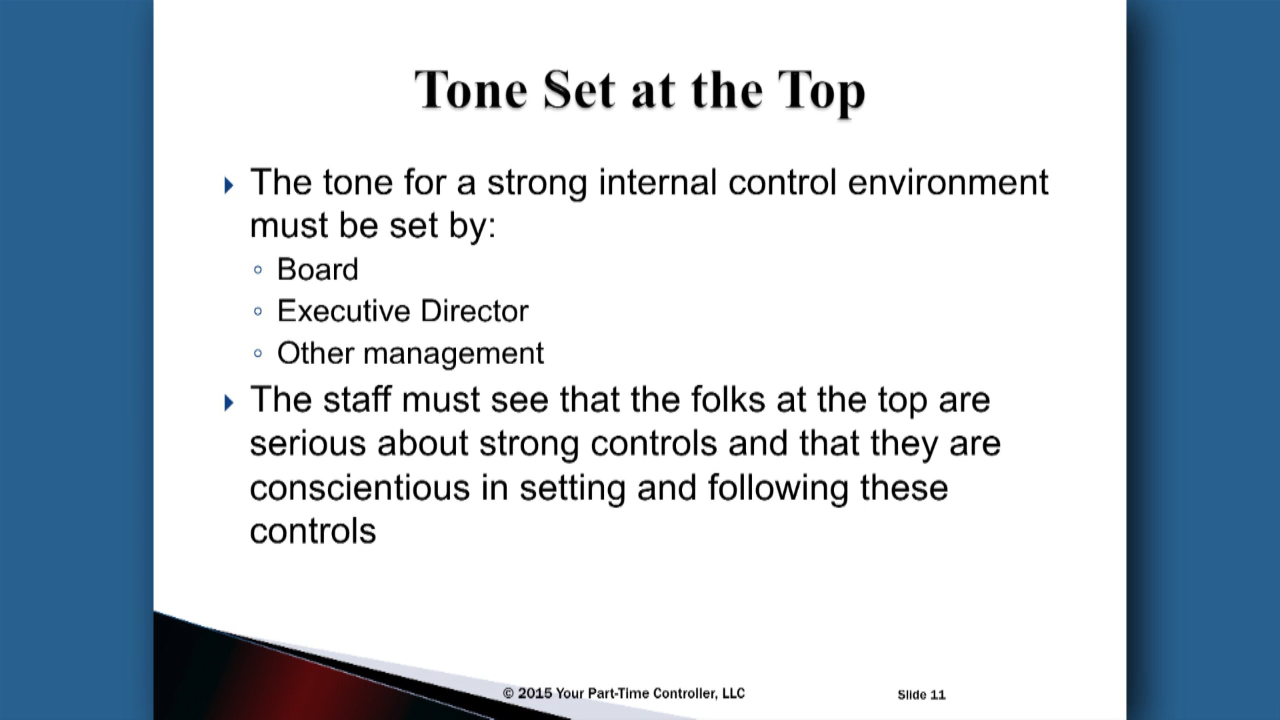 Tone Set at the Top
The tone for a strong internal control environment
must be set by:
Board
Executive Director
Other management
The staff must see that the folks at the top are
serious about strong controls and that they are
conscientious in setting and following these
controls
© 2015 Your Part-Time Controller, LLC
Slide 11